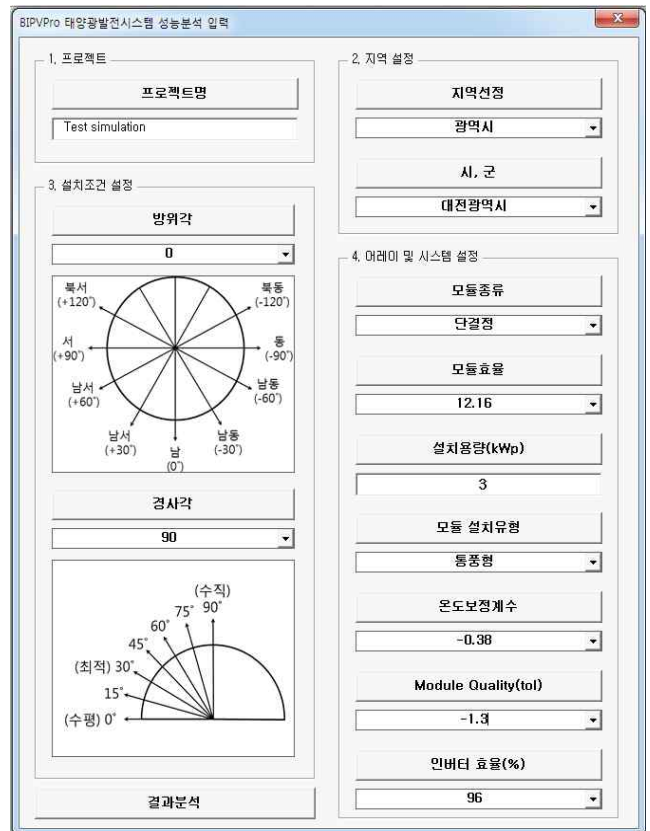 BIPVPro 태양광발전시스템 성능분석 입력
1. 프로젝트
프로젝트명
Test simulation
2. 지역 설정
지역선정
광역시
시, 군
대전광역시
3. 설치조건 설정
방위각
0
북서
(+120°)
북동
(-120°)
서
(+90°)
동
(-90°)
남서
(+60°)
남동
(-60°)
남서
(+30°)
남
(0°)
남동
(-30°)
경사각
90
(수직)
90°
75°
60°
45°
(최적) 30°
15°
(수평) 0°
결과분석
4. 어레이 및 시스템 설정
모듈종류
단결정
모듈효율
12.16
설치용량(kWp)
3
모듈 설치유형
통풍형
온도보정계수
-0.38
Module Quality(tol)
-1.3
인버터 효율(%)
96